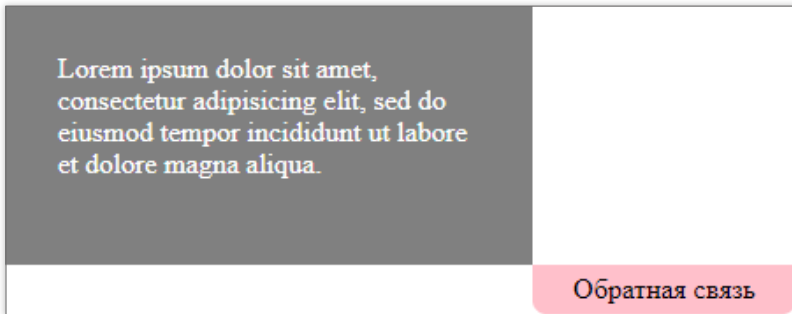 Lorem ipsum dolor sit amet,
consectetur adipisicing elit, sed do
eiusmod tempor incididunt ut labore
et dolore magna aliqua.
Обратная связь